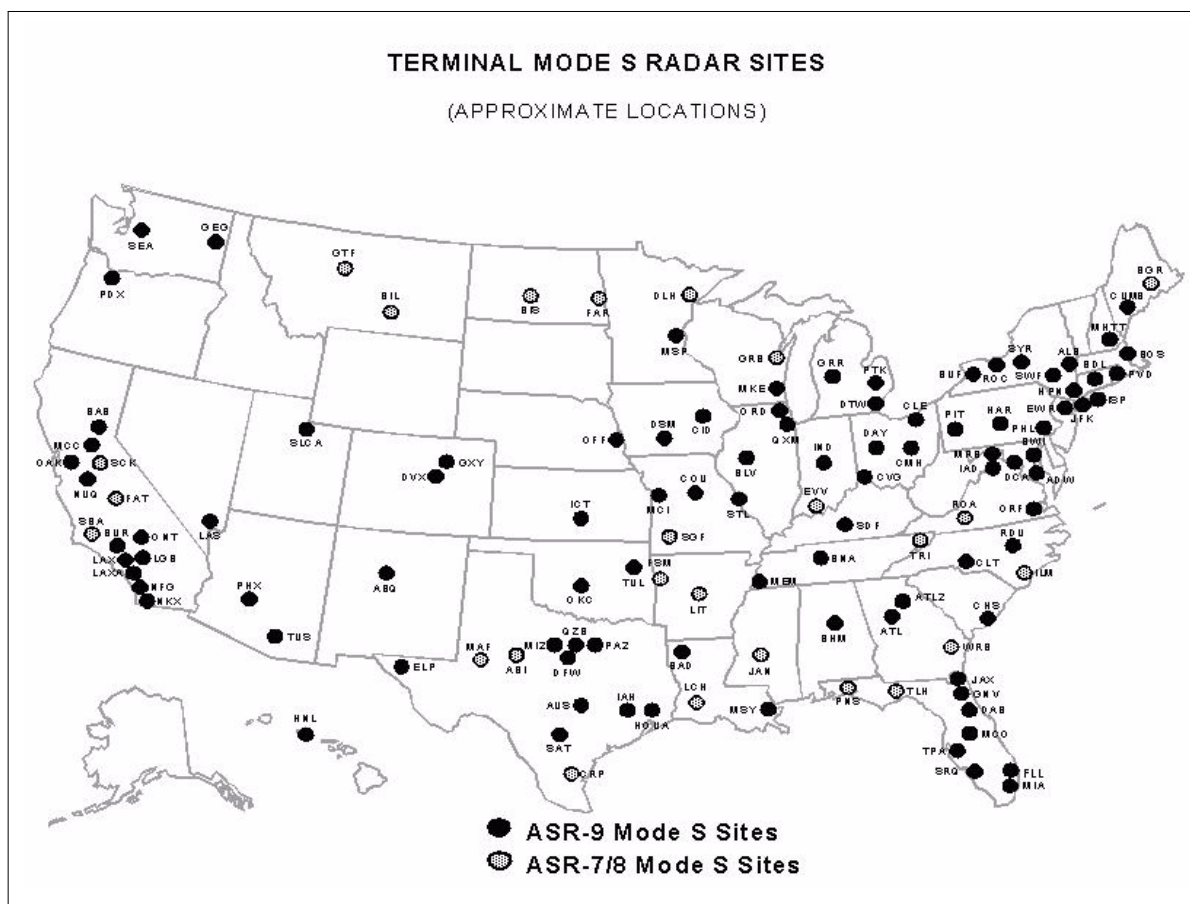 TERMINAL MODE S RADAR SITES
(APPROXIMATE LOCATIONS)
SEA
GEG
PDX
GTF
BIL
BIS
FAR
DLH
MSP
GRB
MKE
GRR
PTK
DTW
ORD
QXM
BUF
ROC
SYR
SWF
ALB
BDL
HPN
MHTT
CUMB
BGR
BOS
PVD
ISP
JFK
EWR
PHL
HAR
PIT
CLE
BWI
MRB
IAD
DCA
ADW
ORF
BAB
MCC
OAK
SCK
NUQ
FAT
SBA
BUR
ONT
LAX
LGB
LAXA
NFG
NKX
LAS
SLCA
GXY
DVX
OFF
DSM
CID
BLV
IND
DAY
CMH
CVG
COU
MCI
STL
EVV
SDF
ROA
RDU
ICT
SGF
FSM
TUL
OKC
LIT
MEM
BNA
TRI
CLT
ILM
PHX
TUS
ABQ
ELP
MAF
ABI
MIZ
QZB
PAZ
DFW
BAD
JAN
BHM
ATLZ
ATL
CHS
WRB
AUS
IAH
HOUA
SAT
CRP
LCH
MSY
PNS
TLH
JAX
GNV
DAB
MCO
TPA
SRQ
FLL
MIA
HNL
ASR-9 Mode S Sites
ASR-7/8 Mode S Sites